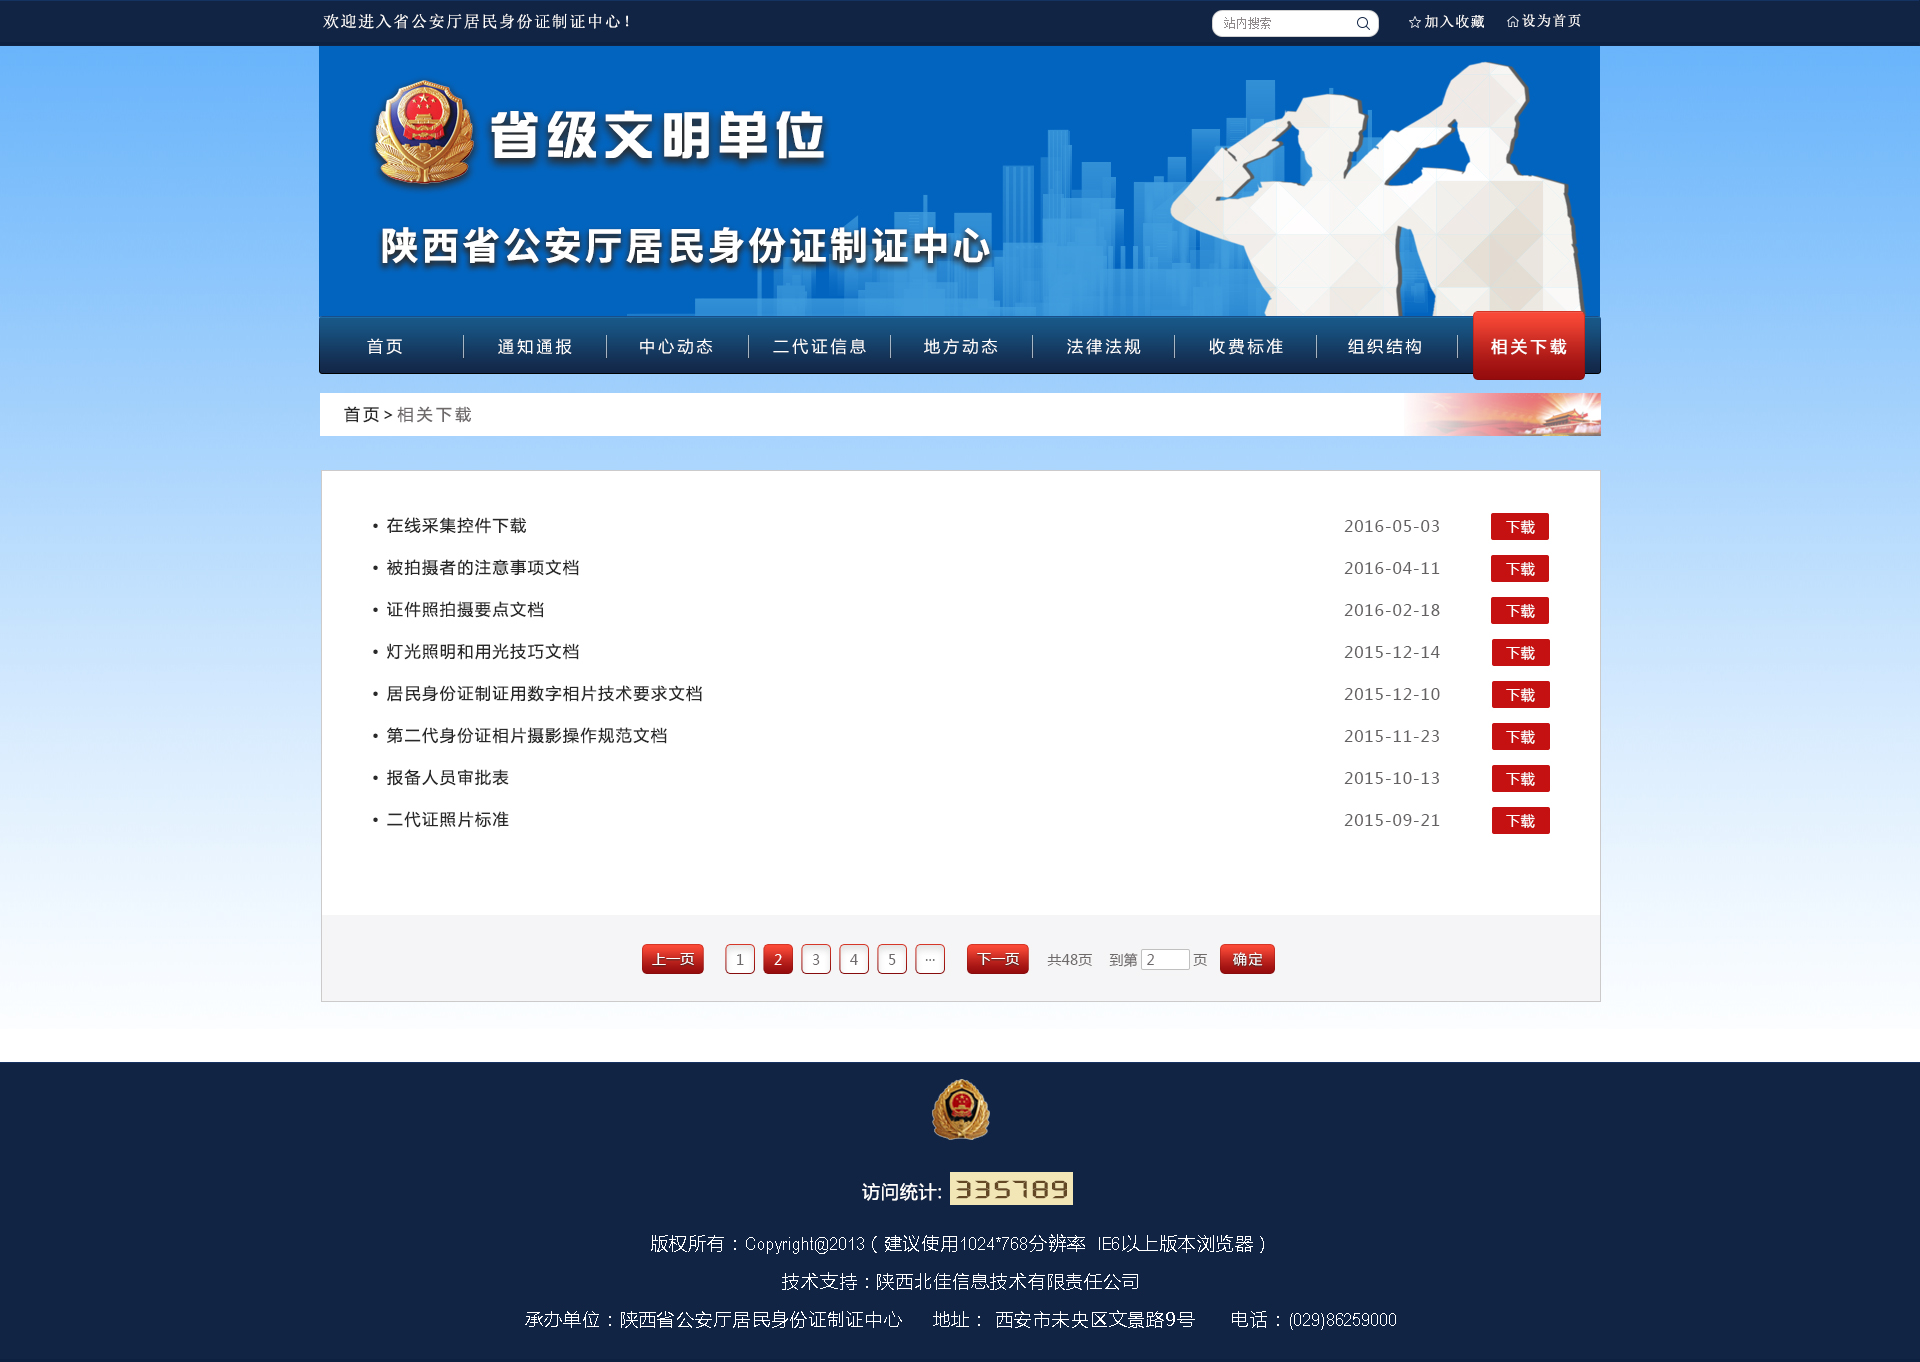 欢迎进入省公安厅居民身份证制证中心！
站内搜索
加入收藏
设为首页
省级文明单位
陕西省公安厅居民身份证制证中心
首页 通知通报 中心动态 二代证信息 地方动态 法律法规 收费标准 组织结构 相关下载
首页>相关下载
• 在线采集控件下载 2016-05-03 下载
• 被拍摄者的注意事项文档 2016-04-11 下载
• 证件照拍摄要点文档 2016-02-18 下载
• 灯光照明和用光技巧文档 2015-12-14 下载
• 居民身份证制证用数字相片技术要求文档 2015-12-10 下载
• 第二代身份证相片摄影操作规范文档 2015-11-23 下载
• 报备人员审批表 2015-10-13 下载
• 二代证照片标准 2015-09-21 下载
上一页 1 2 3 4 5 ... 下一页 共48页 到第 2 页 确定
访问统计: 335789
版权所有：Copyright@2013（建议使用1024*768分辨率 IE6以上版本浏览器）
技术支持：陕西北佳信息技术有限责任公司
承办单位：陕西省公安厅居民身份证制证中心 地址： 西安市未央区文景路9号 电话：(029)86259000